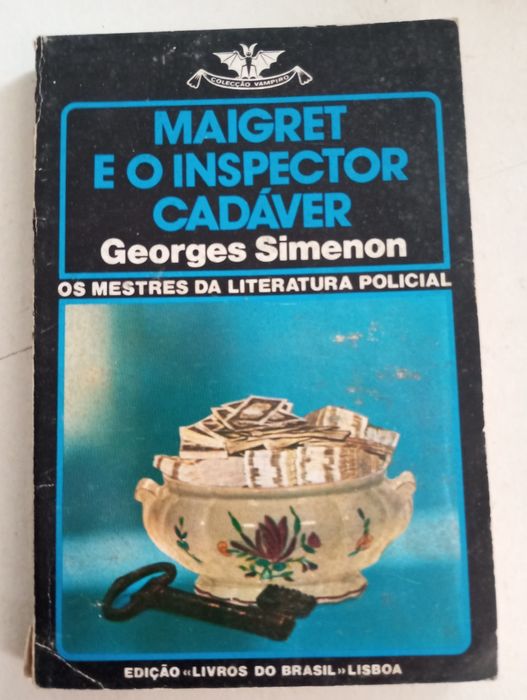 COLECÇÃO VAMPIRO
MAIGRET
E O INSPECTOR
CADÁVER
Georges Simenon
OS MESTRES DA LITERATURA POLICIAL
EDIÇÃO «LIVROS DO BRASIL» LISBOA